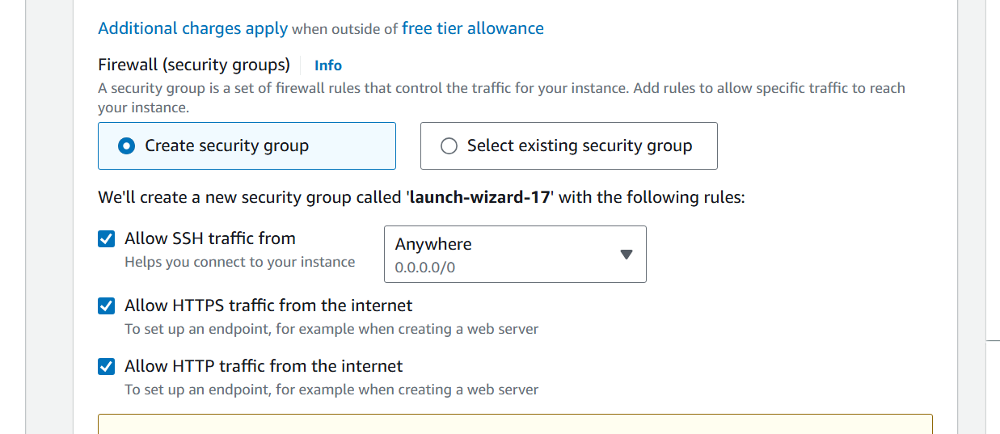 Additional charges apply when outside of free tier allowance
Firewall (security groups) Info
A security group is a set of firewall rules that control the traffic for your instance. Add rules to allow specific traffic to reach
your instance.
Create security group
Select existing security group
We'll create a new security group called 'launch-wizard-17' with the following rules:
Allow SSH traffic from
Helps you connect to your instance
Anywhere
0.0.0.0/0
Allow HTTPS traffic from the internet
To set up an endpoint, for example when creating a web server
Allow HTTP traffic from the internet
To set up an endpoint, for example when creating a web server